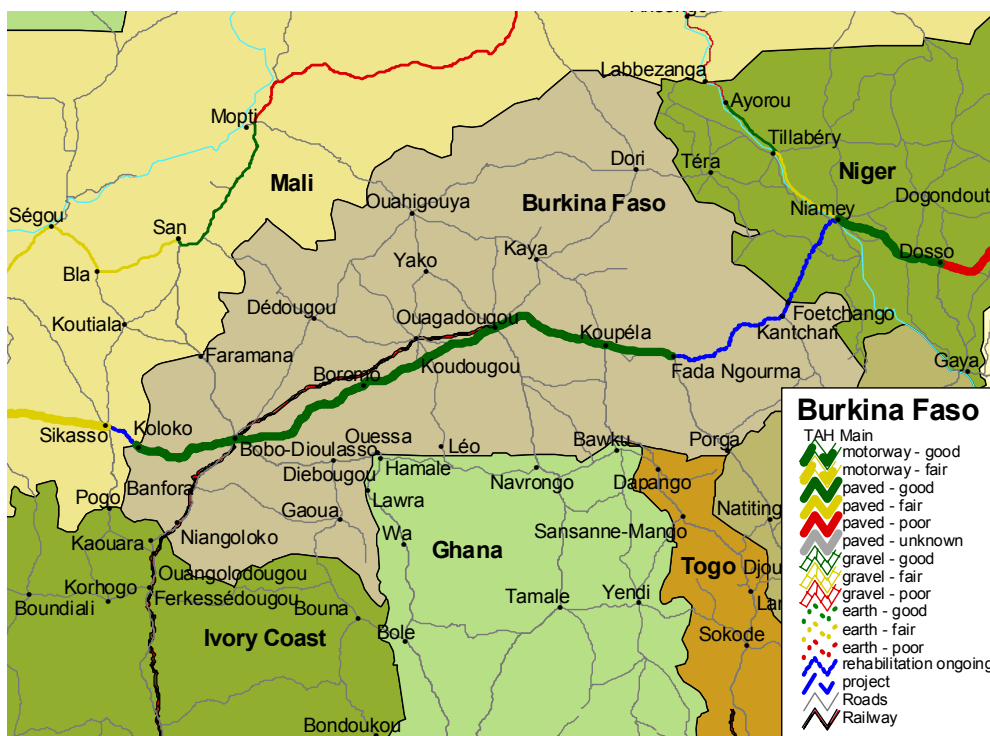 Labbezanga
Ayorou
Mopti
Tillabéry
Dori
Téra
Mali
Niger
Burkina Faso
Dogondout
Ouahigouya
Niamey
Ségou
San
Kaya
Dosso
Bla
Yako
Dédougou
Foetchango
Ouagadougou
Koutiala
Kantchari
Koupéla
Faramana
Gaya
Koudougou
Fada Ngourma
Boromo
Sikasso
Koloko
Ouessa
Bawku
Porga
Bobo-Dioulasso
Léo
Hamale
Diebougou
Navrongo
Dapango
Banfora
Pogo
Lawra
Gaoua
Natiting
Niangoloko
Wa
Sansanne-Mango
Kaouara
Ghana
Togo
Djou
Ouangolodougou
Korhogo
Ferkessédougou
Lar
Boundiali
Bouna
Tamale
Yendi
Ivory Coast
Bole
Sokode
Bondoukou
Burkina Faso
TAH Main
motorway - good
motorway - fair
paved - good
paved - fair
paved - poor
paved - unknown
gravel - good
gravel - fair
gravel - poor
earth - good
earth - fair
earth - poor
rehabilitation ongoing
project
Roads
Railway